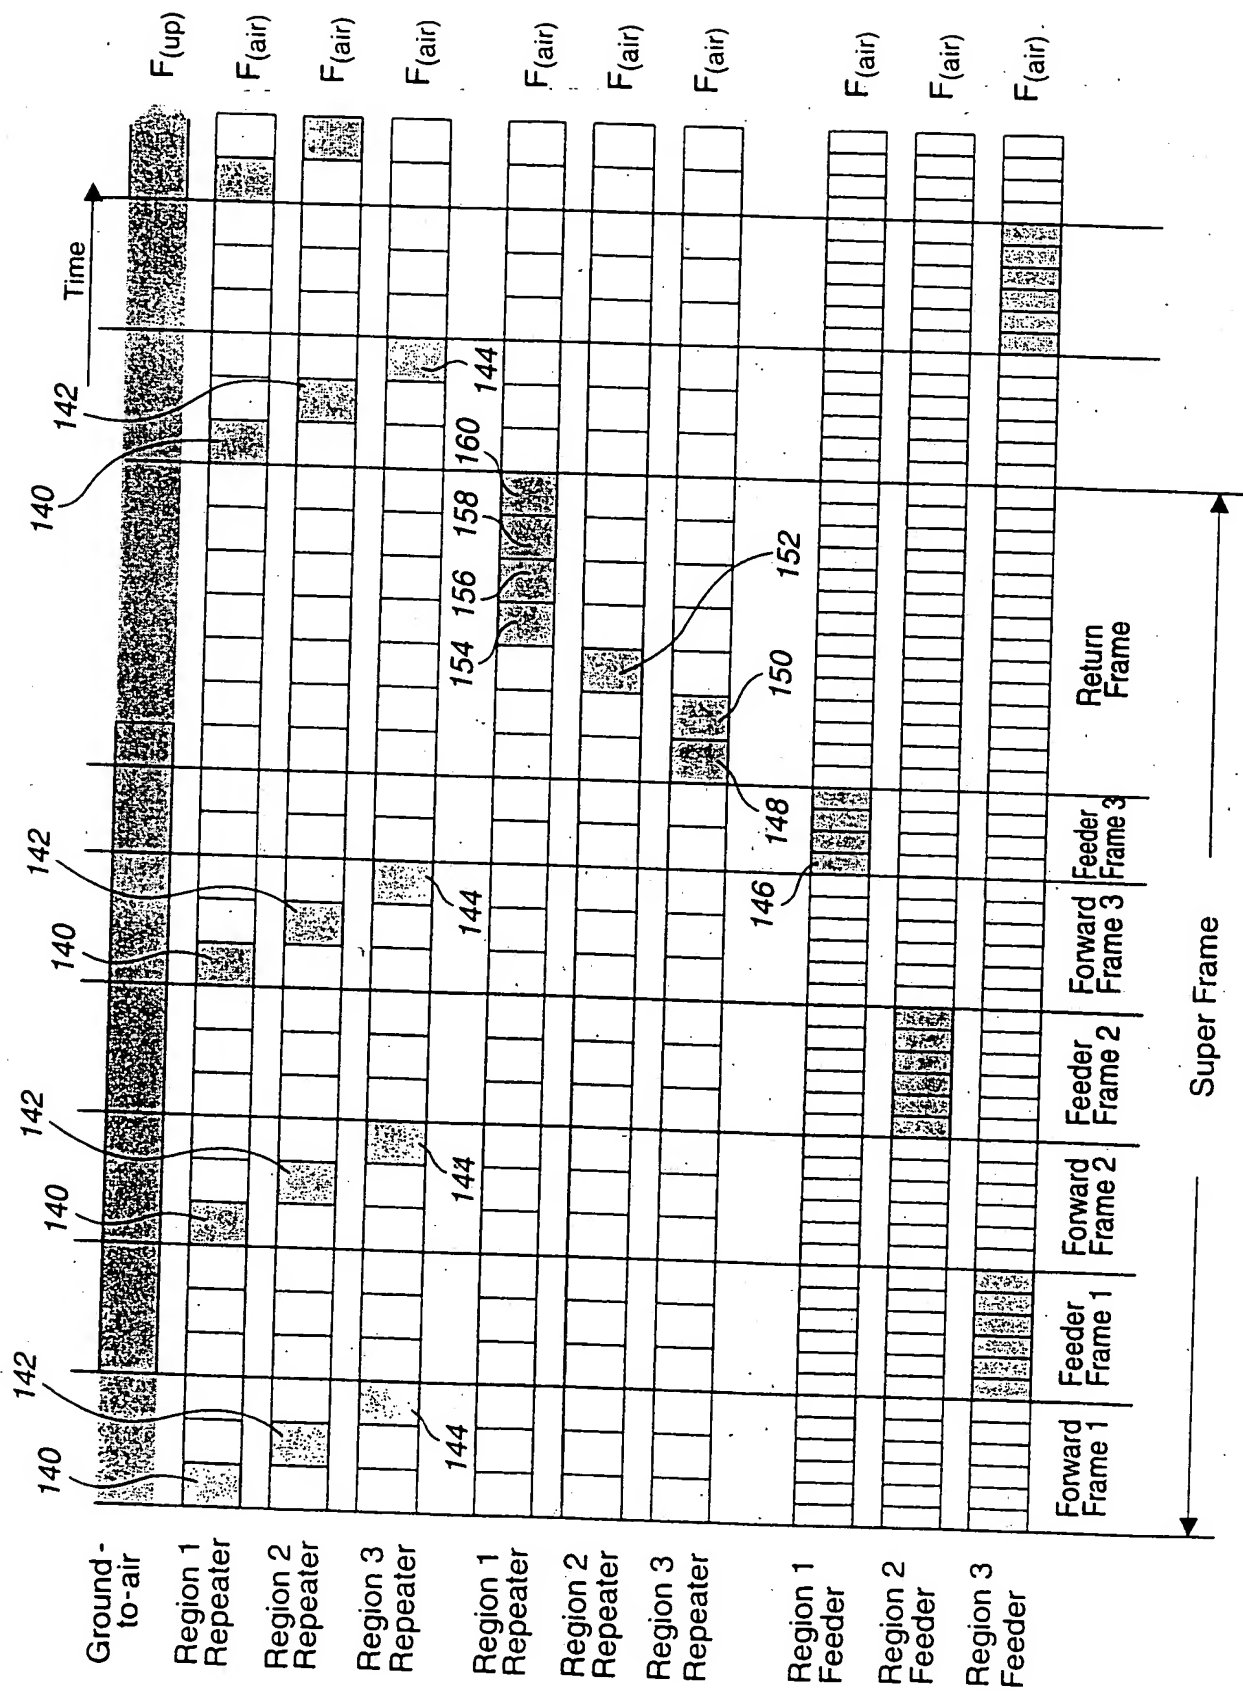 Time
Ground-
to-air
F(up)
Region 1
Repeater
F(air)
Region 2
Repeater
F(air)
Region 3
Repeater
F(air)
Region 1
Repeater
F(air)
Region 2
Repeater
F(air)
Region 3
Repeater
F(air)
Region 1
Feeder
F(air)
Region 2
Feeder
F(air)
Region 3
Feeder
F(air)
140
142
144
140
142
144
140
142
144
140
142
144
146
148
150
152
154
156
158
160
Forward
Frame 1
Feeder
Frame 1
Forward
Frame 2
Feeder
Frame 2
Forward
Frame 3
Feeder
Frame 3
Return
Frame
Super Frame